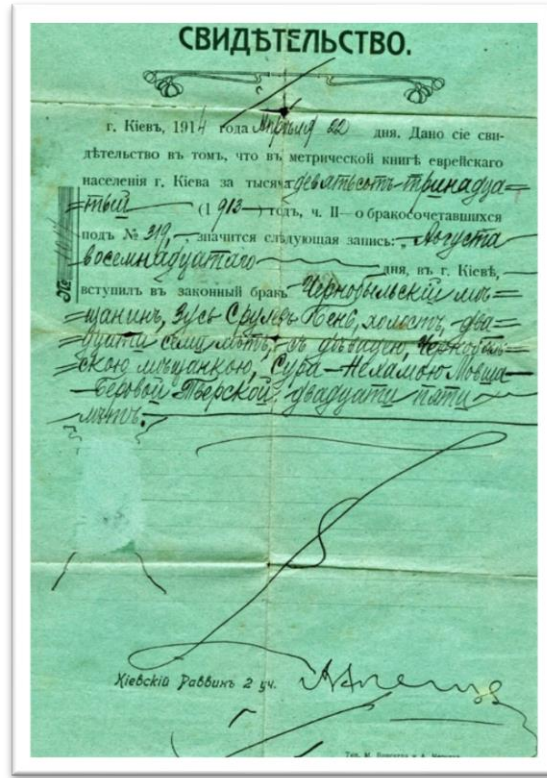 СВИДѢТЕЛЬСТВО.
г. Кіевъ, 1914 года Апрѣля 22 дня. Дано сіе сви-
дѣтельство въ томъ, что въ метрической книгѣ еврейскаго
населенія г. Кіева за тысяча девятьсотъ тринадца=
=тый (1913) годъ, ч. II—о бракосочетавшихся
подъ № 319, значится слѣдующая запись: „Августа
восемнадцатаго дня, въ г. Кіевѣ,
вступилъ въ законный бракъ Чернобыльскій мѣ=
=щанинъ, Зусь Срулевъ Бенъ, холостъ, два=
=дцати семи лѣтъ, съ дѣвицею, Чернобыль=
=скою мѣщанкою, Сура-Нехамою Мовша-
-Беровой Тверской двадцати пяти
лѣтъ.
№
Кіевскій Раввинъ 2 уч.